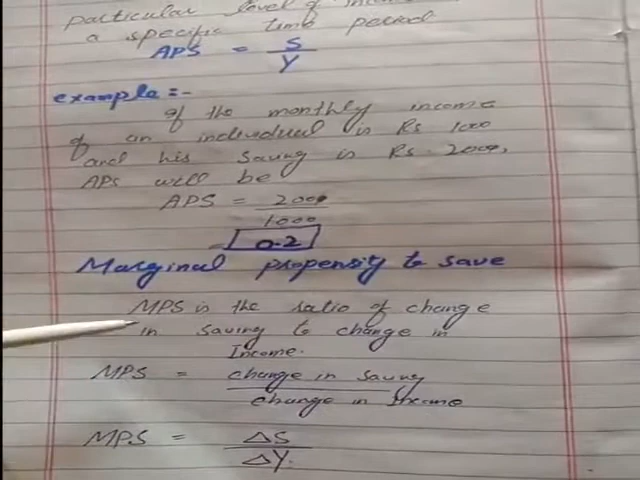 particular level of
a specific time period
APS = S
Y
example:-
If the monthly income
of an individual is Rs 1000
and his saving is Rs. 2000,
APS will be
APS = 2000
1000
0.2
Marginal propensity to save
MPS is the ratio of change
in saving to change in
Income.
MPS = change in saving
change in Income
MPS = ΔS
ΔY.